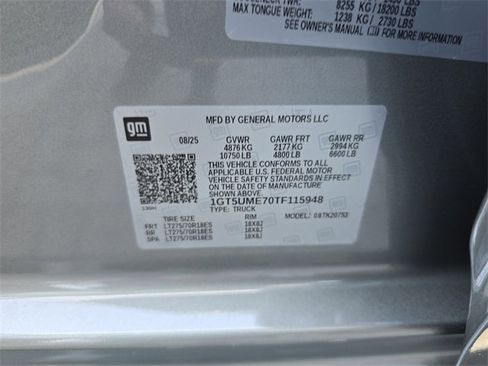 8255 KG / 18200 LBS
MAX TONGUE WEIGHT: 1238 KG / 2730 LBS
SEE OWNER'S MANUAL FOR MORE INFORMATION
gm
MFD BY GENERAL MOTORS LLC
08/25 GVWR GAWR FRT GAWR RR
4876 KG 2177 KG 2994 KG
10750 LB 4800 LB 6600 LB
THIS VEHICLE CONFORMS TO ALL
APPLICABLE U.S. FEDERAL MOTOR
VEHICLE SAFETY STANDARDS IN EFFECT
ON THE DATE OF MANUFACTURE
SHOWN ABOVE.
1GT5UME70TF115948
TYPE: TRUCK
TIRE SIZE RIM MODEL:
FRT LT275/70R18ES 18X8J
RR LT275/70R18ES 18X8J
SPA LT275/70R18ES 18X8J